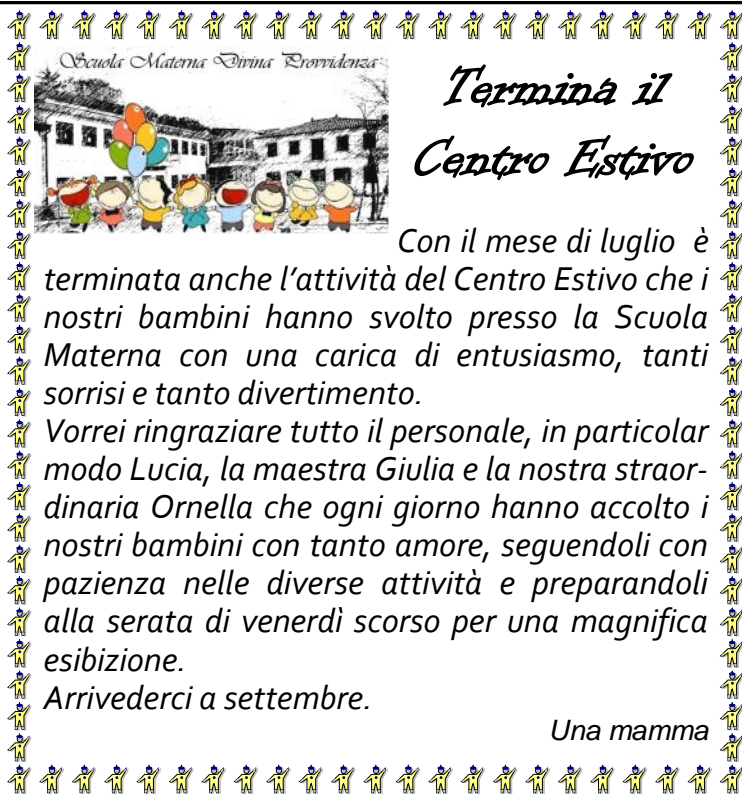 Scuola Materna Divina Provvidenza
Termina il
Centro Estivo
Con il mese di luglio è
terminata anche l'attività del Centro Estivo che i
nostri bambini hanno svolto presso la Scuola
Materna con una carica di entusiasmo, tanti
sorrisi e tanto divertimento.
Vorrei ringraziare tutto il personale, in particolar
modo Lucia, la maestra Giulia e la nostra straor-
dinaria Ornella che ogni giorno hanno accolto i
nostri bambini con tanto amore, seguendoli con
pazienza nelle diverse attività e preparandoli
alla serata di venerdì scorso per una magnifica
esibizione.
Arrivederci a settembre.
Una mamma